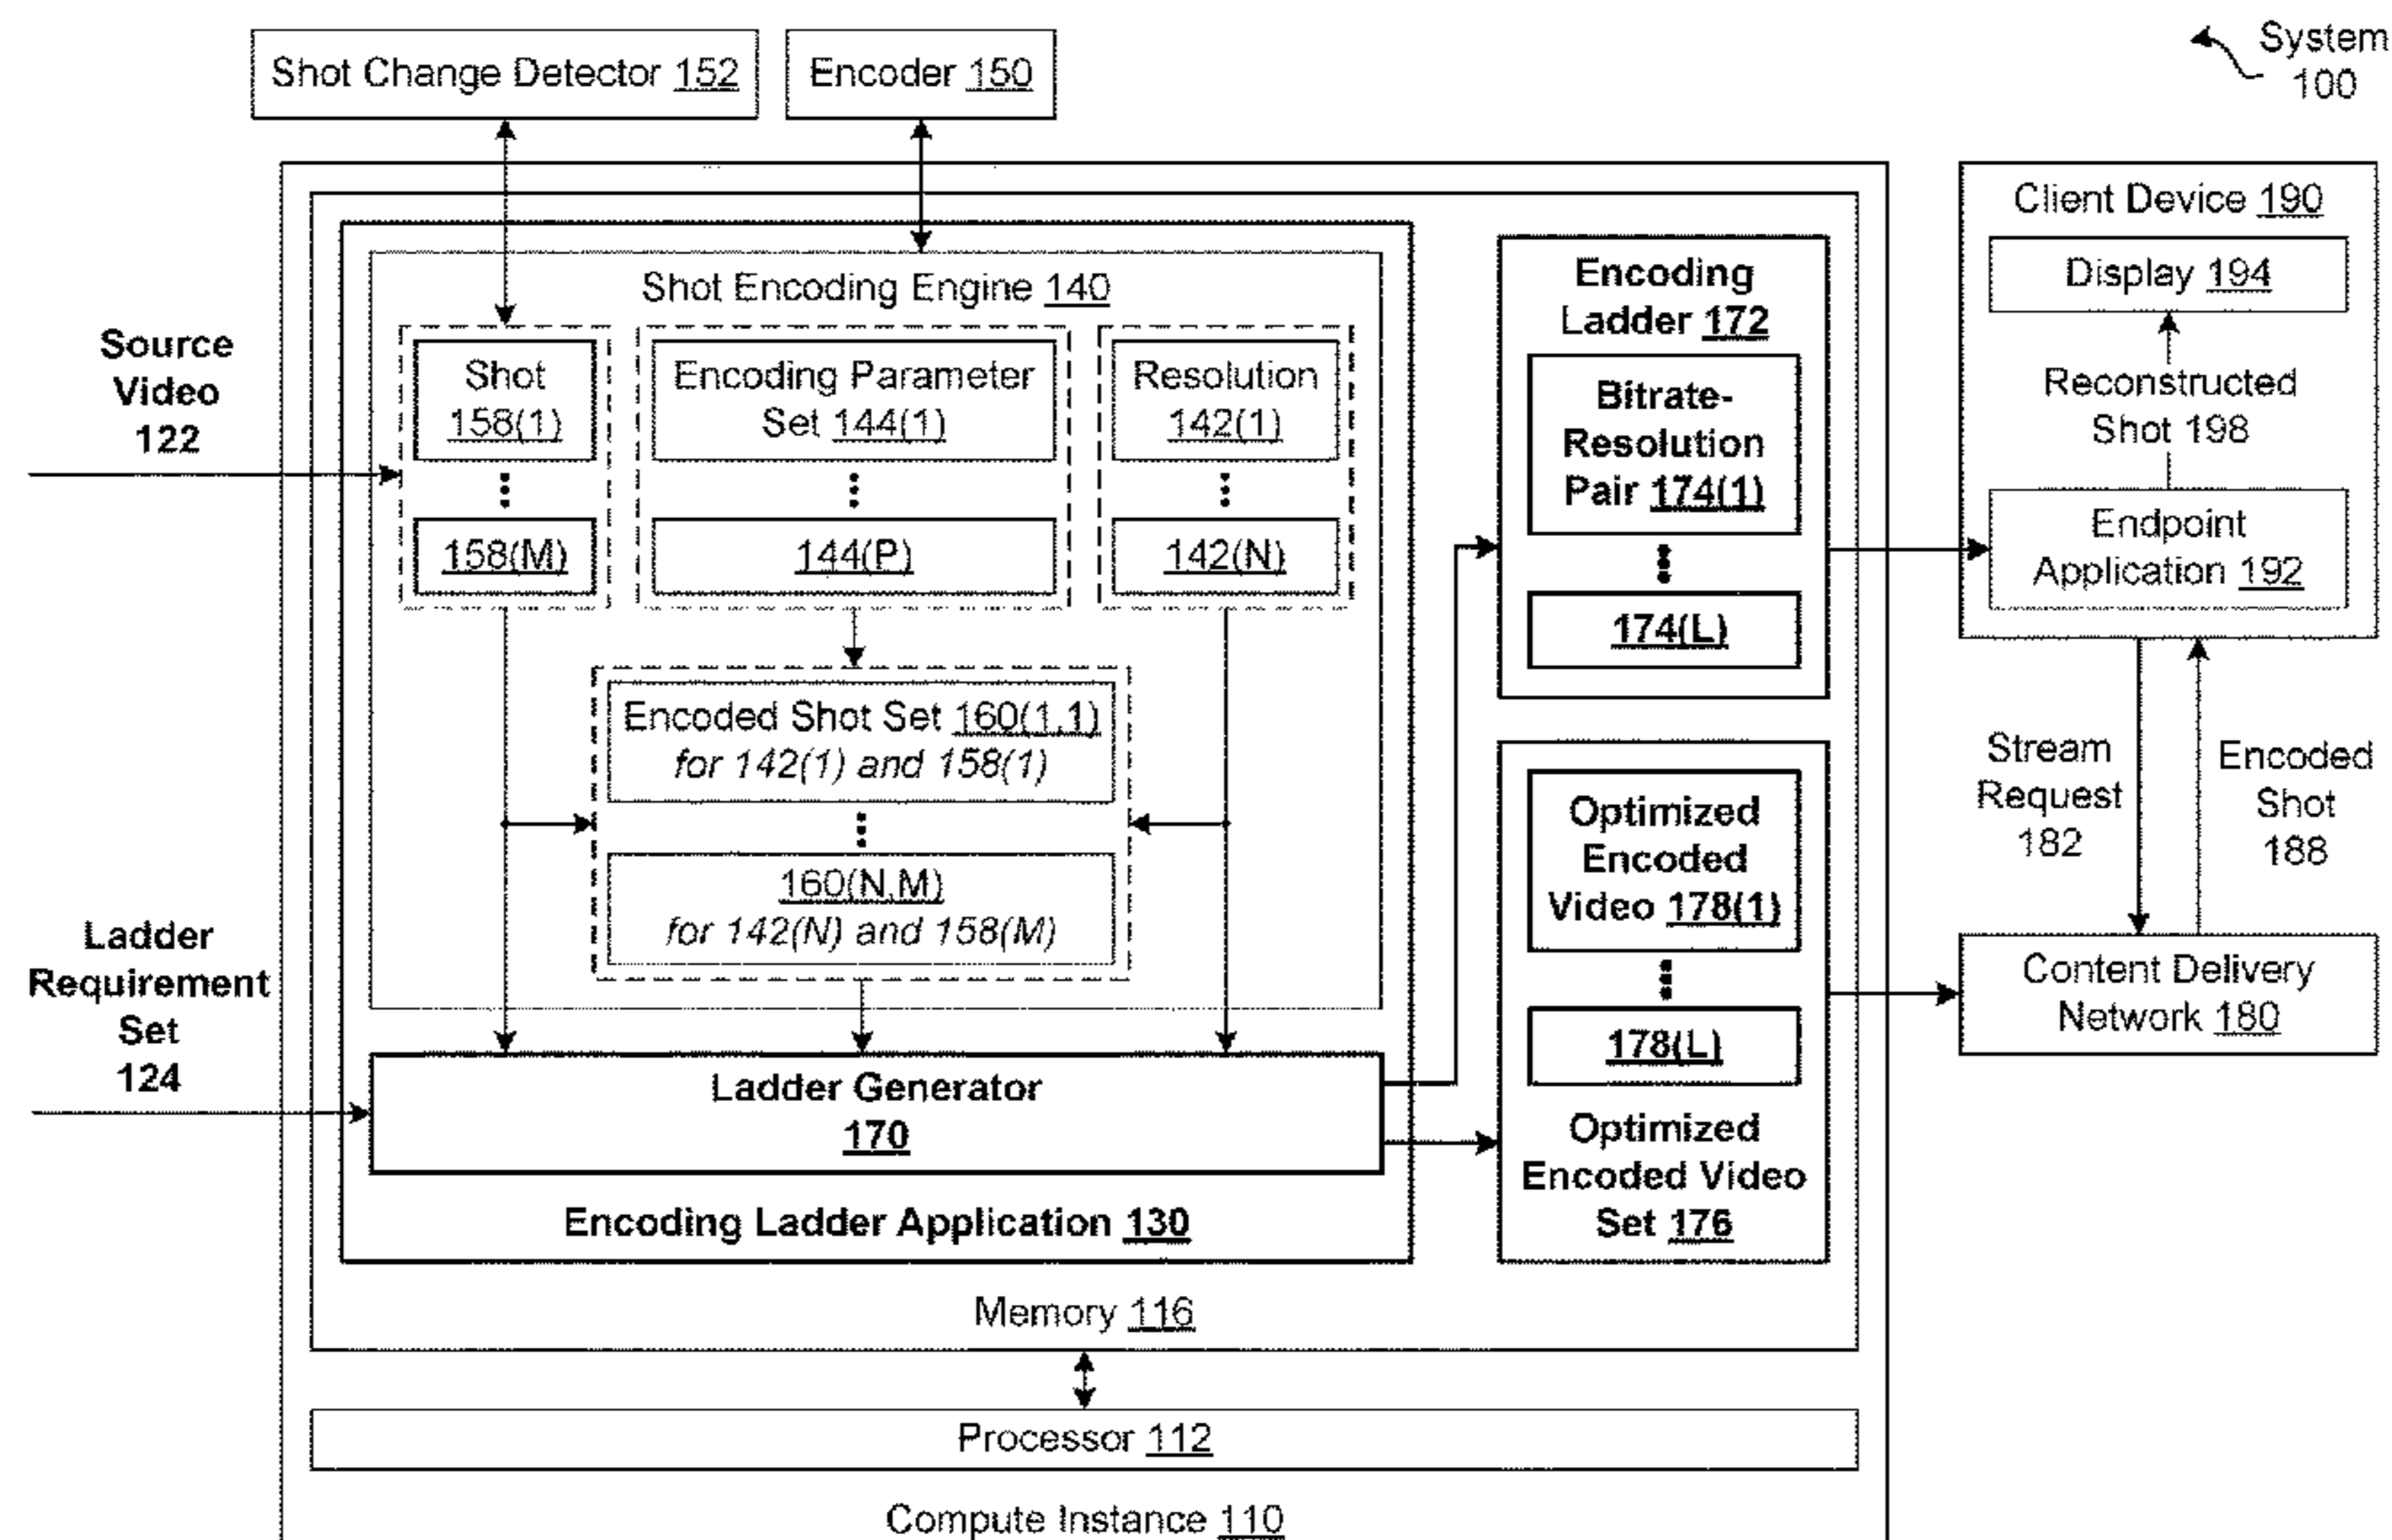 System
100
Shot Change Detector 152
Encoder 150
Source
Video
122
Ladder
Requirement
Set
124
Shot Encoding Engine 140
Shot
158(1)
158(M)
Encoding Parameter
Set 144(1)
144(P)
Resolution
142(1)
142(N)
Encoded Shot Set 160(1,1)
for 142(1) and 158(1)
160(N,M)
for 142(N) and 158(M)
Ladder Generator
170
Encoding Ladder Application 130
Encoding
Ladder 172
Bitrate-
Resolution
Pair 174(1)
174(L)
Optimized
Encoded
Video 178(1)
178(L)
Optimized
Encoded Video
Set 176
Memory 116
Processor 112
Compute Instance 110
Client Device 190
Display 194
Reconstructed
Shot 198
Endpoint
Application 192
Stream
Request
182
Encoded
Shot
188
Content Delivery
Network 180